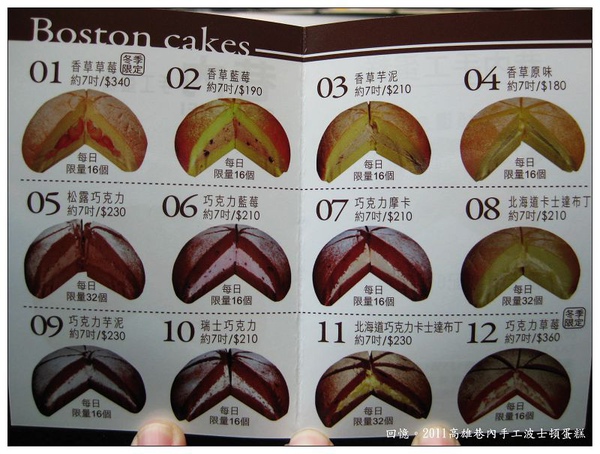 Boston cakes
01 香草草莓 冬季限定
約7吋/$340
每日
限量16個
02 香草藍莓
約7吋/$190
每日
限量16個
03 香草芋泥
約7吋/$210
每日
限量16個
04 香草原味
約7吋/$180
每日
限量16個
05 松露巧克力
約7吋/$230
每日
限量32個
06 巧克力藍莓
約7吋/$210
每日
限量16個
07 巧克力摩卡
約7吋/$210
每日
限量16個
08 北海道卡士達布丁
約7吋/$210
每日
限量32個
09 巧克力芋泥
約7吋/$230
每日
限量16個
10 瑞士巧克力
約7吋/$210
每日
限量16個
11 北海道巧克力卡士達布丁
約7吋/$230
每日
限量32個
12 巧克力草莓 冬季限定
約7吋/$360
每日
限量16個
回憶。2011高雄巷內手工波士頓蛋糕